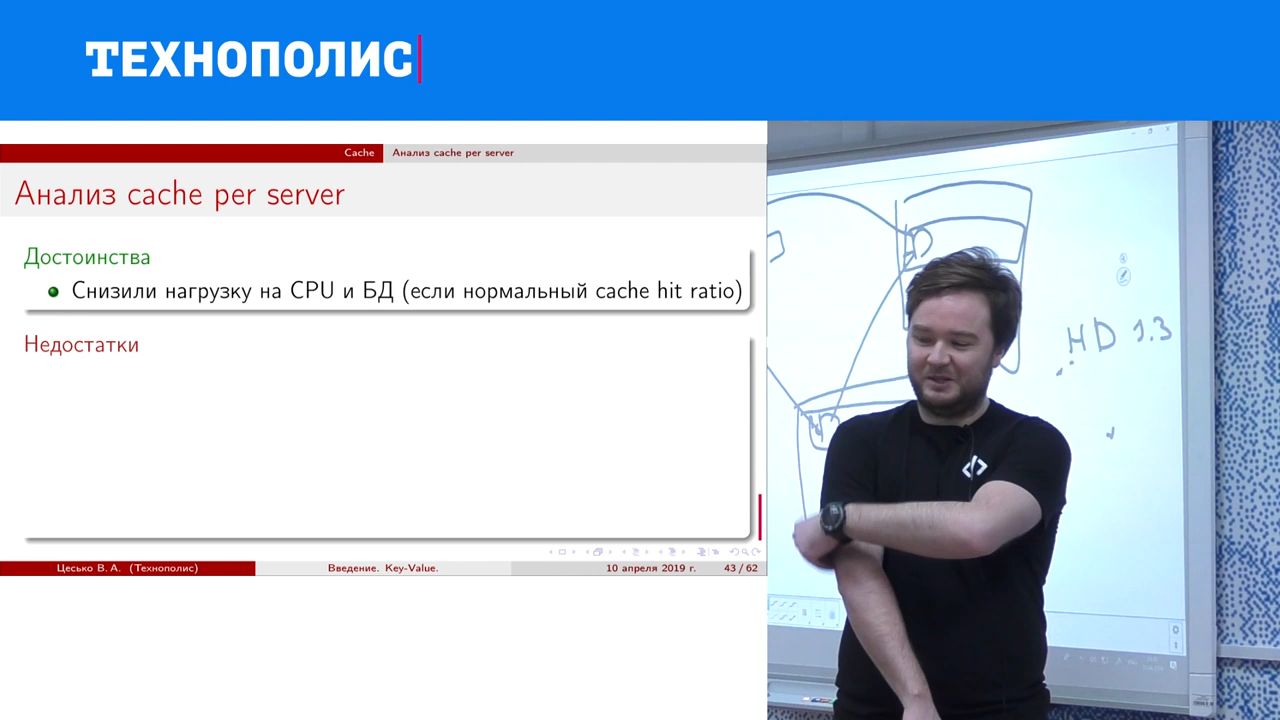 ТЕХНОПОЛИС
Cache
Анализ cache per server
Анализ cache per server
Достоинства
Снизили нагрузку на CPU и БД (если нормальный cache hit ratio)
Недостатки
Цесько В. А. (Технополис)
Введение. Key-Value.
10 апреля 2019 г.
43 / 62
HD 1.3